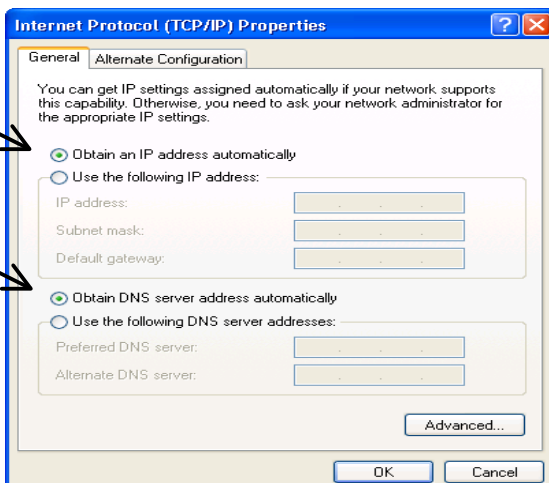 Internet Protocol (TCP/IP) Properties
General
Alternate Configuration
You can get IP settings assigned automatically if your network supports
this capability. Otherwise, you need to ask your network administrator for
the appropriate IP settings.
Obtain an IP address automatically
Use the following IP address:
IP address:
Subnet mask:
Default gateway:
Obtain DNS server address automatically
Use the following DNS server addresses:
Preferred DNS server:
Alternate DNS server:
Advanced...
OK
Cancel